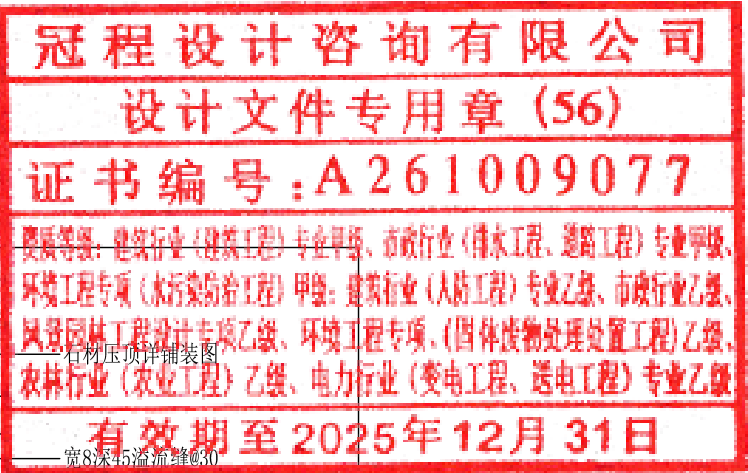 冠程设计咨询有限公司
设计文件专用章(56)
证书编号:A261009077
资质等级:建筑行业(建筑工程)专业甲级、市政行业(排水工程、道路工程)专业甲级、
环境工程专项(水污染防治工程)甲级;建筑行业(人防工程)专业乙级、市政行业乙级、
风景园林工程设计专项乙级、环境工程专项、(固体废物处理处置工程)乙级、
石材压顶详铺装图
农林行业(农业工程)乙级、电力行业(变电工程、送电工程)专业乙级
有效期至2025年12月31日
宽8深45溢流缝@30